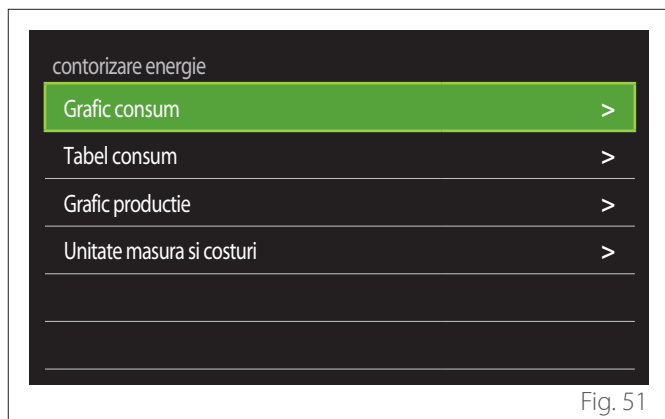 contorizare energie
Grafic consum >
Tabel consum >
Grafic productie >
Unitate masura si costuri >
Fig. 51